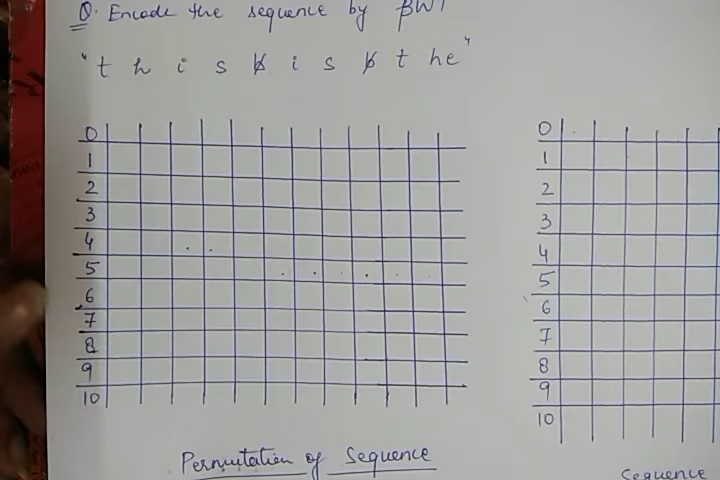 Q. Encode the sequence by BWT
"t h i s ƀ i s ƀ t he"
0 0
1 1
2 2
3 3
4 4
5 5
6 6
7 7
8 8
9 9
10 10
Permutation of Sequence
Sequence